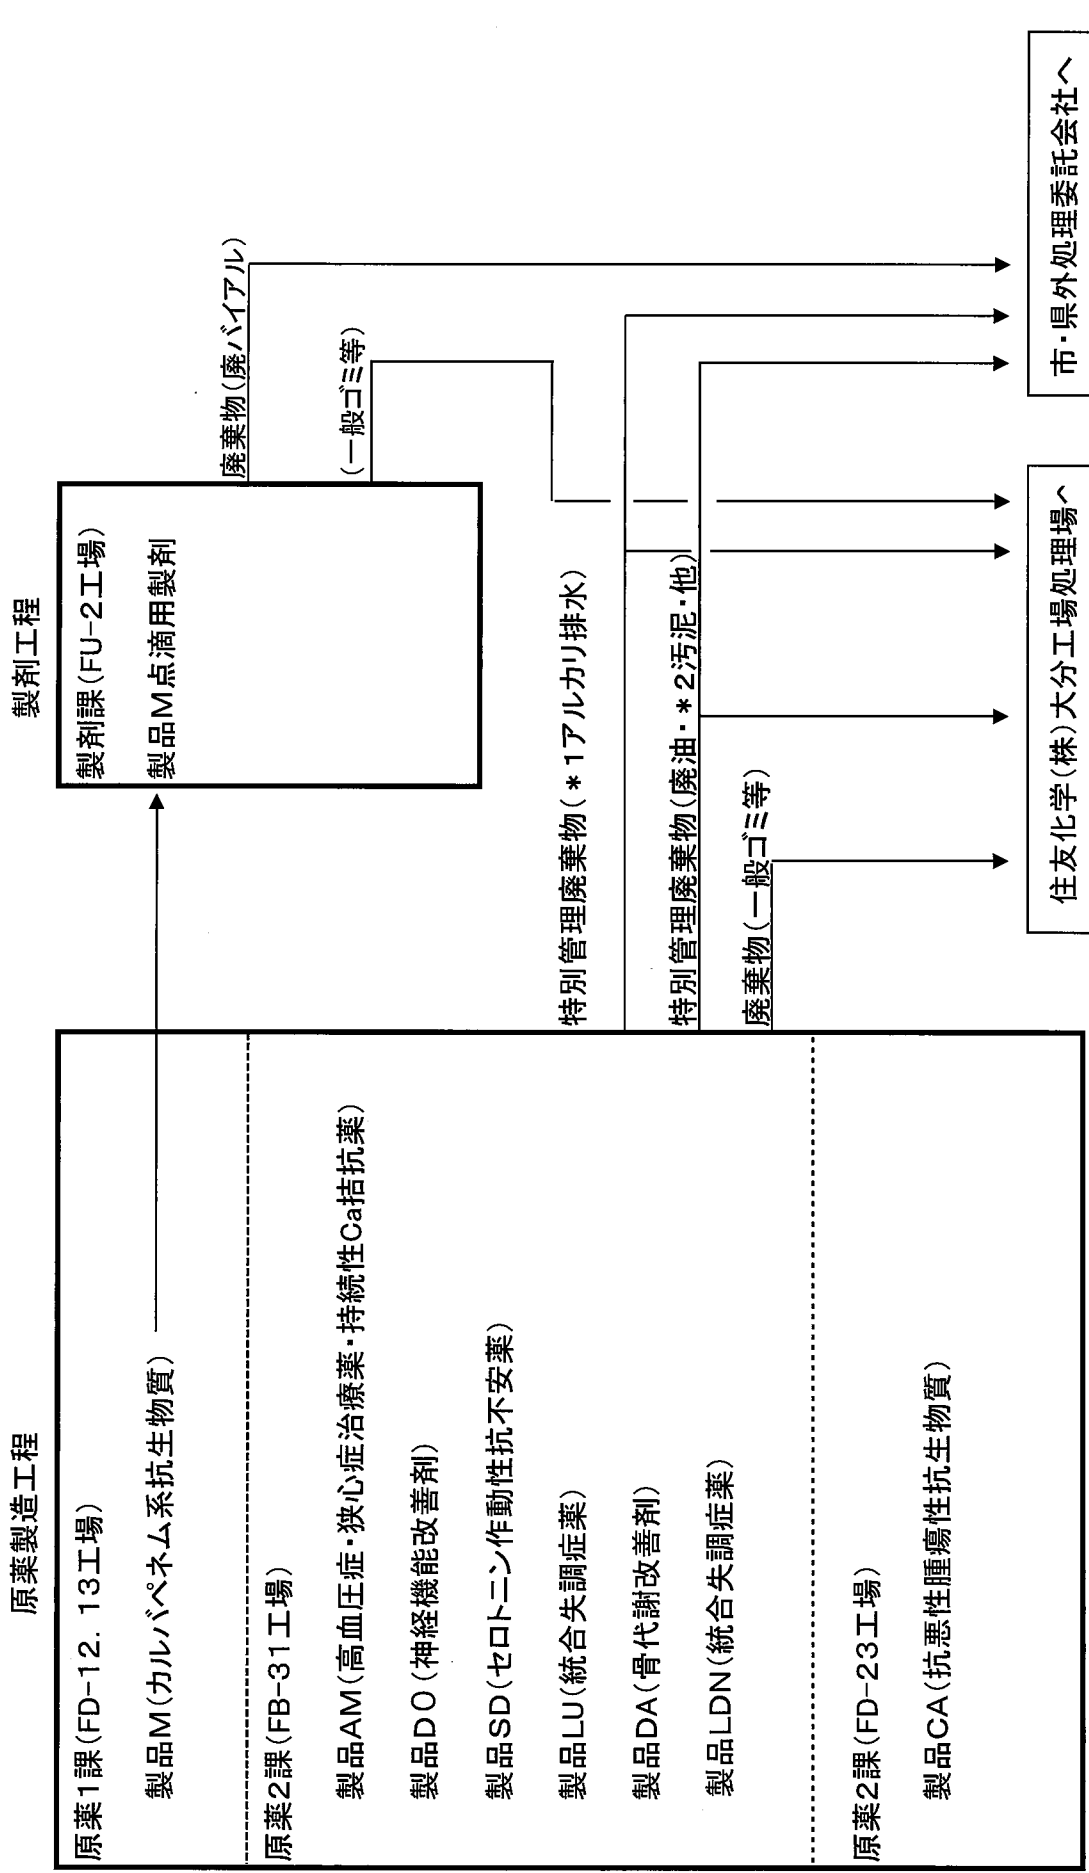 原薬製造工程
原薬1課(FD-12．13工場)
製品M(カルバペネム系抗生物質)
原薬2課(FB-31工場)
製品AM(高血圧症・狭心症治療薬・持続性Ca拮抗薬)
製品DO(神経機能改善剤)
製品SD(セロトニン作動性抗不安薬)
製品LU(統合失調症薬)
製品DA(骨代謝改善剤)
製品LDN(統合失調症薬)
原薬2課(FD-23工場)
製品CA(抗悪性腫瘍性抗生物質)
製剤工程
製剤課(FU-2工場)
製品M点滴用製剤
廃棄物(廃バイアル)
(一般ゴミ等)
特別管理廃棄物(*1アルカリ排水)
特別管理廃棄物(廃油・*2汚泥・他)
廃棄物(一般ゴミ等)
住友化学(株)大分工場処理場へ
市・県外処理委託会社へ